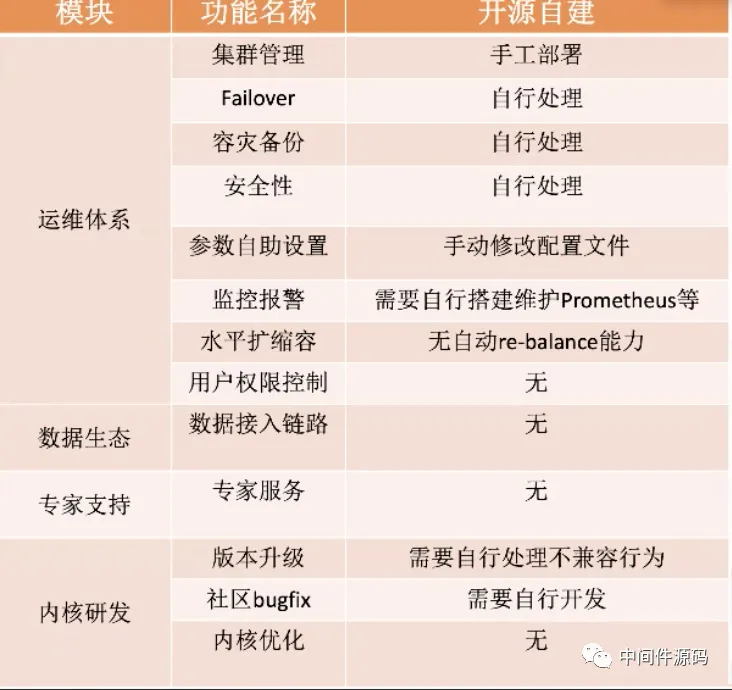 模块 功能名称 开源自建
集群管理 手工部署
Failover 自行处理
容灾备份 自行处理
安全性 自行处理
运维体系
参数自助设置 手动修改配置文件
监控报警 需要自行搭建维护Prometheus等
水平扩缩容 无自动re-balance能力
用户权限控制 无
数据生态 数据接入链路 无
专家支持 专家服务 无
版本升级 需要自行处理不兼容行为
内核研发 社区bugfix 需要自行开发
内核优化 无
中间件源码